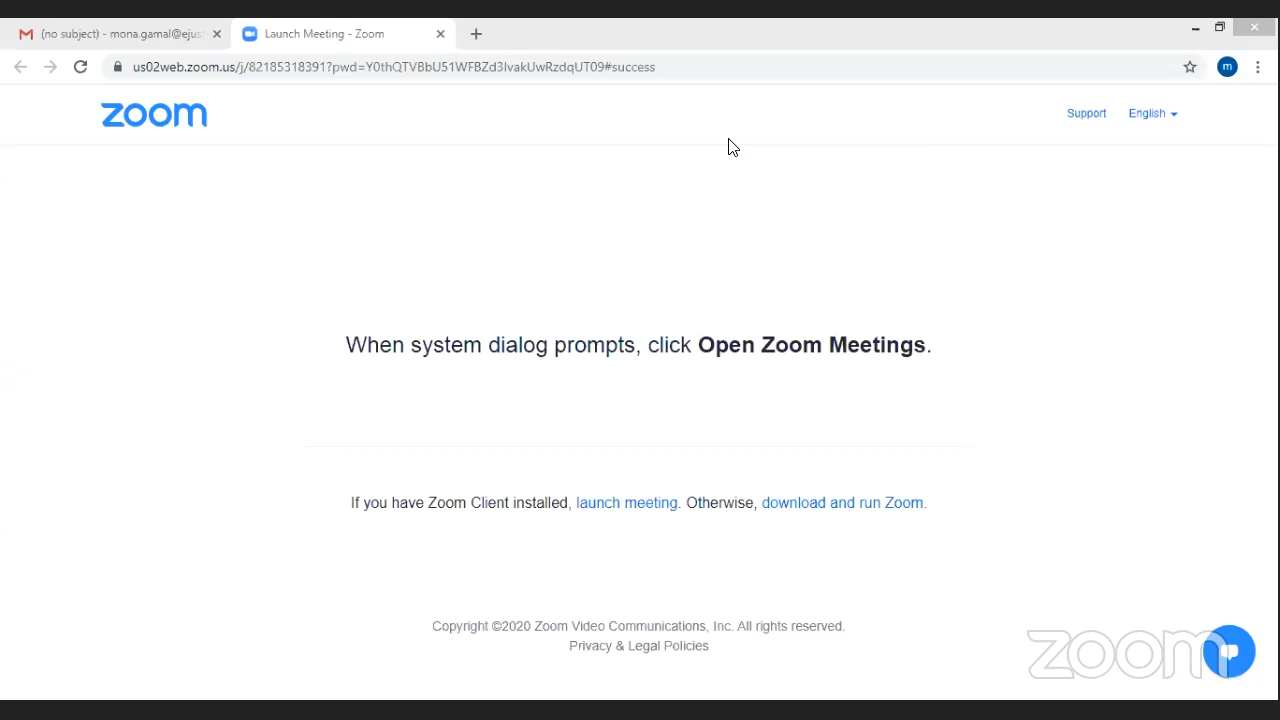 (no subject) - mona.gamal@ejus
Launch Meeting - Zoom
us02web.zoom.us/j/82185318391?pwd=Y0thQTVBbU51WFBZd3IvakUwRzdqUT09#success
m
zoom
Support
English
When system dialog prompts, click Open Zoom Meetings.
If you have Zoom Client installed, launch meeting. Otherwise, download and run Zoom.
Copyright ©2020 Zoom Video Communications, Inc. All rights reserved.
Privacy & Legal Policies
zoom